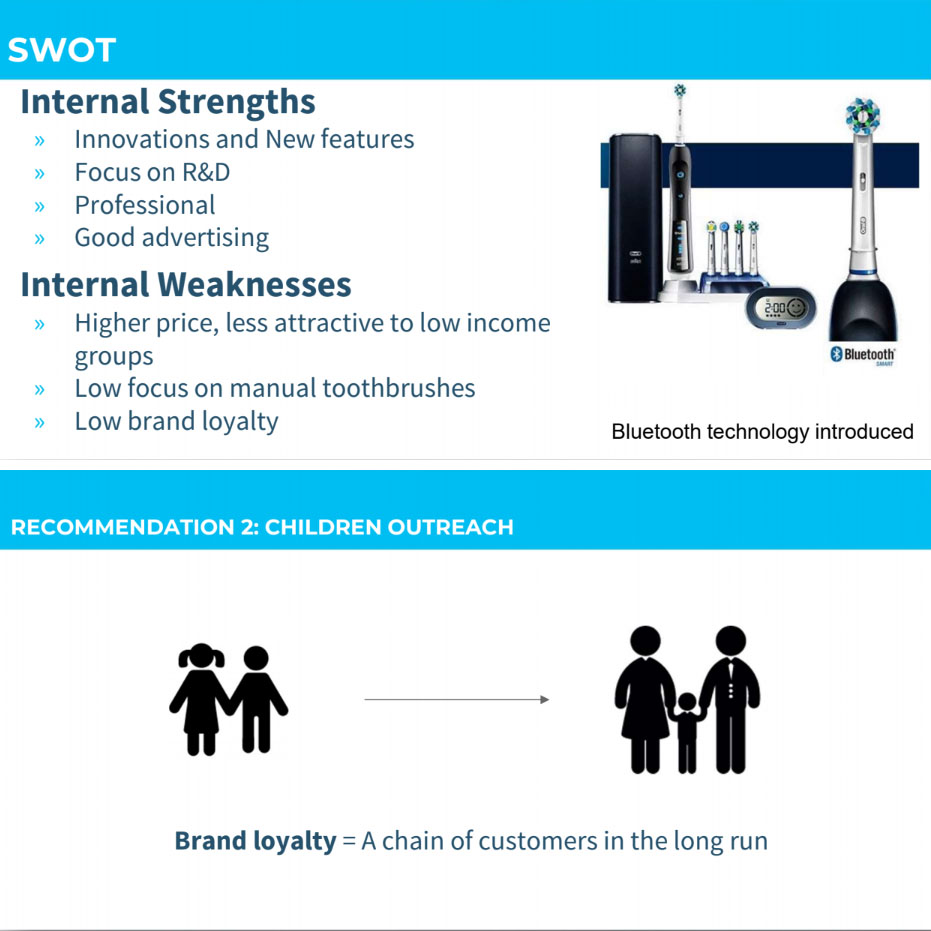 SWOT
Internal Strengths
» Innovations and New features
» Focus on R&D
» Professional
» Good advertising
Internal Weaknesses
» Higher price, less attractive to low income
groups
» Low focus on manual toothbrushes
» Low brand loyalty
2:00
Bluetooth
SMART
Bluetooth technology introduced
RECOMMENDATION 2: CHILDREN OUTREACH
Brand loyalty = A chain of customers in the long run